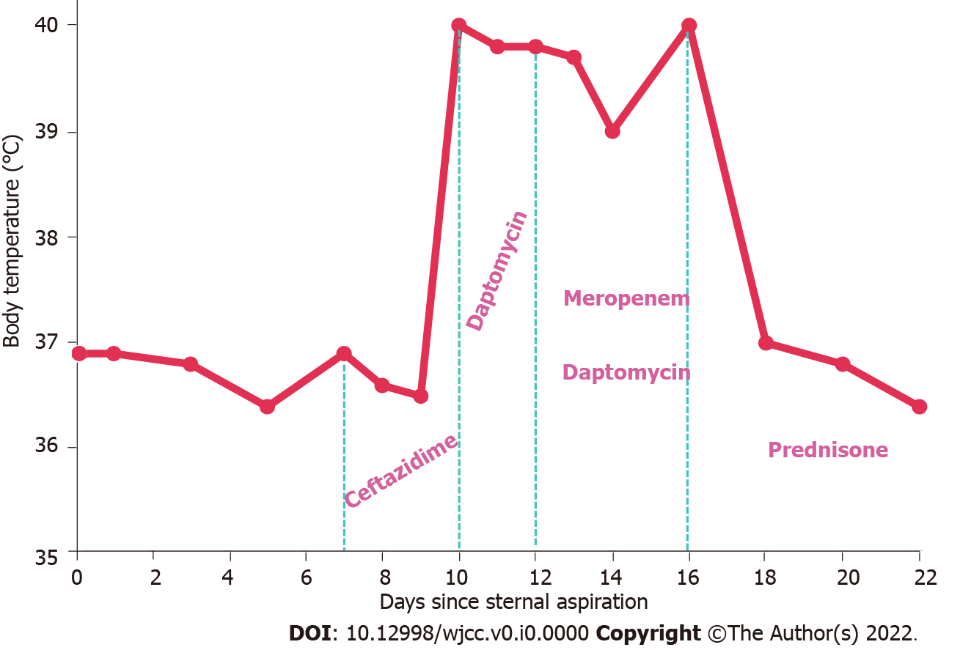 40
39
38
37
36
35
Body temperature (°C)
Daptomycin
Meropenem
Daptomycin
Ceftazidime
Prednisone
0 2 4 6 8 10 12 14 16 18 20 22
Days since sternal aspiration
DOI: 10.12998/wjcc.v0.i0.0000 Copyright ©The Author(s) 2022.